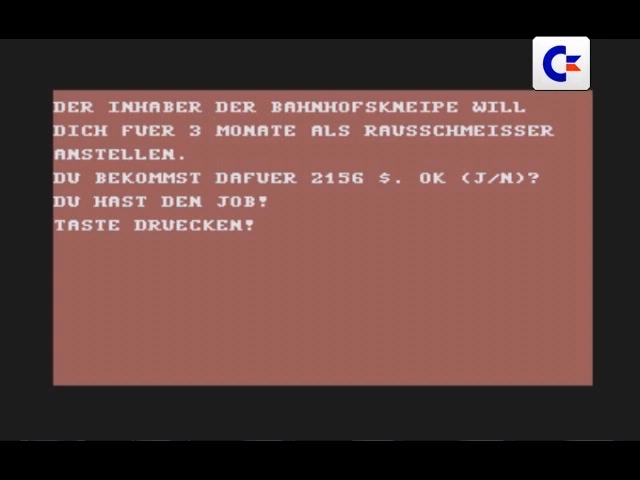 DER INHABER DER BAHNHOFSKNEIPE WILL
DICH FUER 3 MONATE ALS RAUSSCHMEISSER
ANSTELLEN.
DU BEKOMMST DAFUER 2156 $. OK (J/N)?
DU HAST DEN JOB!
TASTE DRUECKEN!